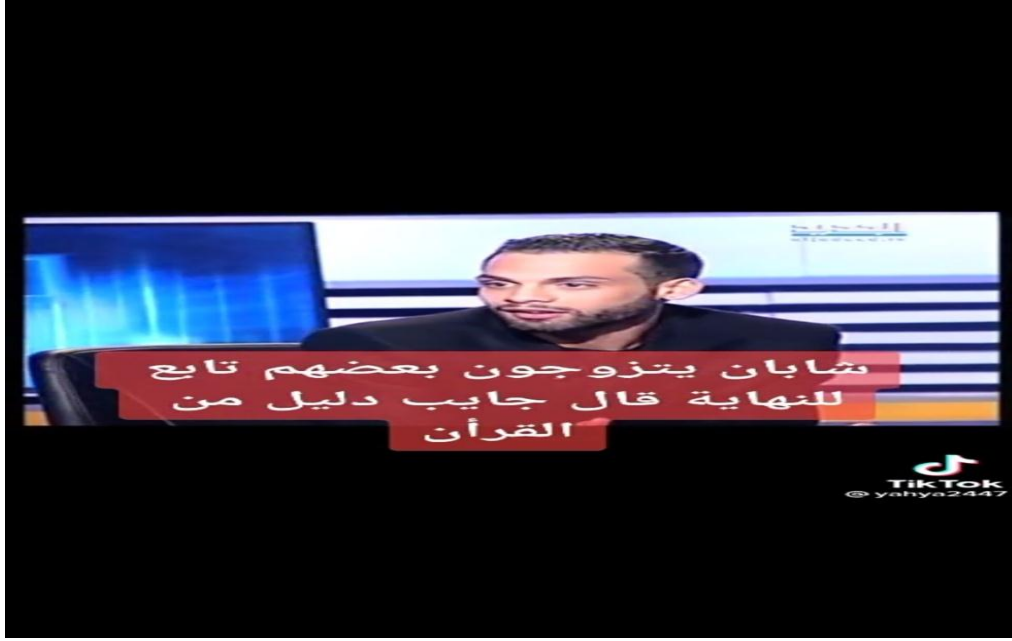 شابان يتزوجون بعضهم تابع
للنهاية قال جايب دليل من
القرأن
TikTok
@yahya2447